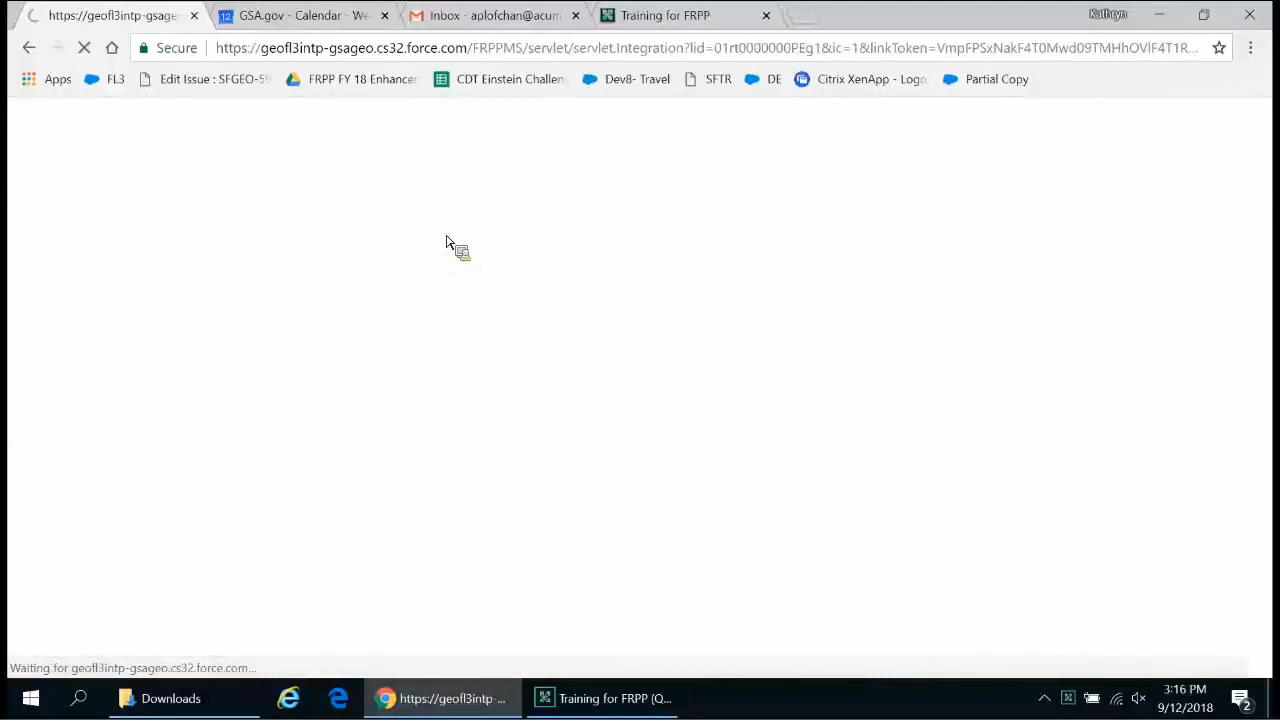 https://geofl3intp-gsage
GSA.gov - Calendar - We
Inbox - aplofchan@acum
Training for FRPP
Kathryn
Secure
https://geofl3intp-gsageo.cs32.force.com/FRPPMS/servlet/servlet.Integration?lid=01rt0000000PEg1&ic=1&linkToken=VmpFPSxNakF4T0Mwd09TMHhOVlF4T1R...
Apps
FL3
Edit Issue : SFGEO-59
FRPP FY 18 Enhancer
CDT Einstein Challen
Dev8- Travel
SFTR
DE
Citrix XenApp - Logo
Partial Copy
Waiting for geofl3intp-gsageo.cs32.force.com...
Downloads
https://geofl3intp-...
Training for FRPP (Q...
3:16 PM
9/12/2018
2